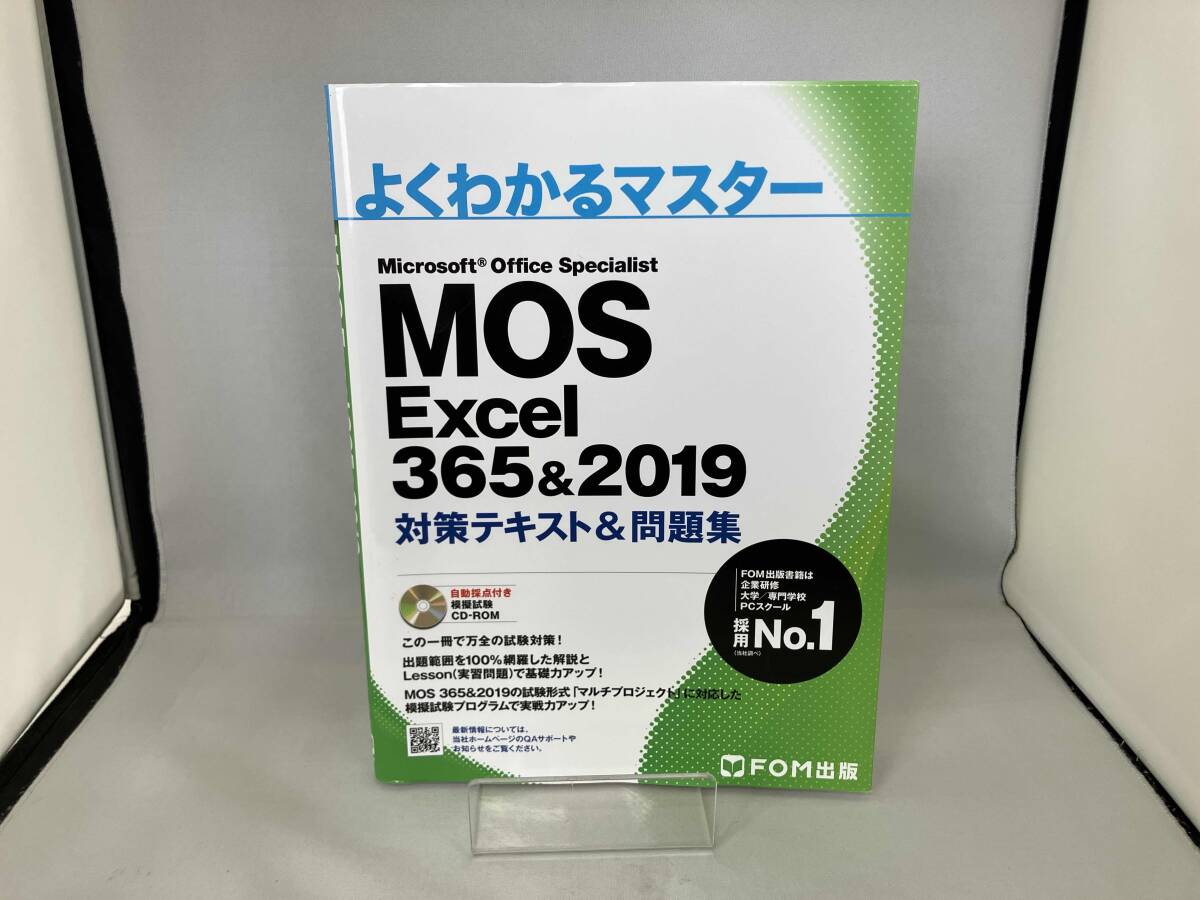 よくわかるマスター
Microsoft® Office Specialist
MOS
Excel
365&2019
対策テキスト&問題集
自動採点付き
模擬試験
CD-ROM
FOM出版書籍は
企業研修
大学/専門学校
PCスクール
採用 No.1
(当社調べ)
この一冊で万全の試験対策!
出題範囲を100%網羅した解説と
Lesson(実習問題)で基礎力アップ!
MOS 365&2019の試験形式「マルチプロジェクト」に対応した
模擬試験プログラムで実戦力アップ!
最新情報については、
当社ホームページのQAサポートや
お知らせをご覧ください。
FOM出版